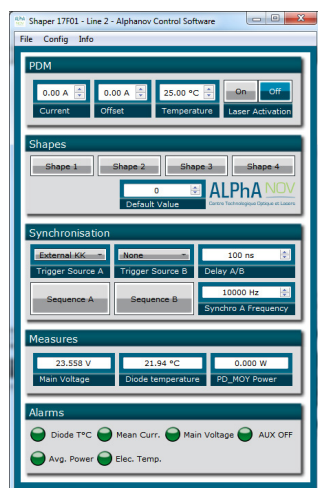 Shaper 17F01 - Line 2 - Alphanov Control Software
File Config Info
PDM
0.00 A 0.00 A 25.00 °C On Off
Current Offset Temperature Laser Activation
Shapes
Shape 1 Shape 2 Shape 3 Shape 4
0 ALPhANOV
Default Value Centre Technologique Optique et Lasers
Synchronisation
External KK None 100 ns
Trigger Source A Trigger Source B Delay A/B
Sequence A Sequence B 10000 Hz
Synchro A Frequency
Measures
23.558 V 21.94 °C 0.000 W
Main Voltage Diode temperature PD_MOY Power
Alarms
Diode T°C Mean Curr. Main Voltage AUX OFF
Avg. Power Elec. Temp.